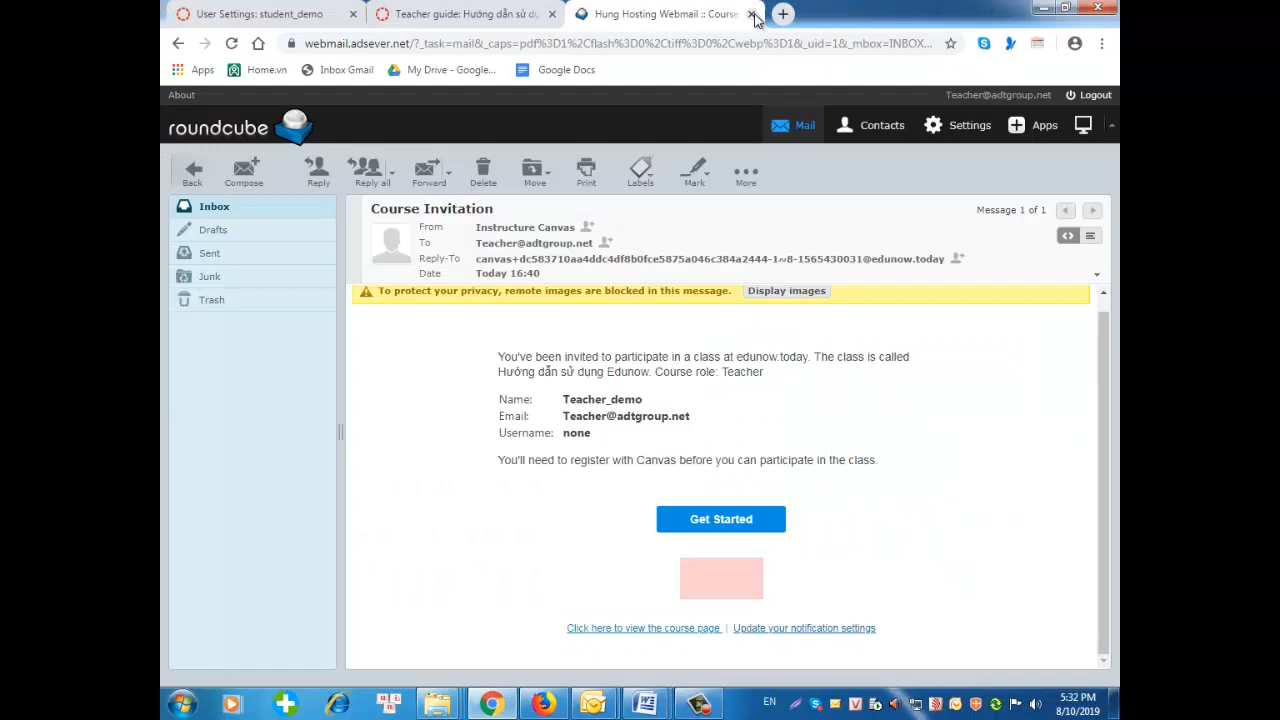 User Settings: student_demo
Teacher guide: Hướng dẫn sử dụ
Hung Hosting Webmail :: Course
webmail.adsever.net/?_task=mail&_caps=pdf%3D1%2Cflash%3D0%2Ctiff%3D0%2Cwebp%3D1&_uid=1&_mbox=INBOX...
Apps
Home.vn
Inbox Gmail
My Drive - Google...
Google Docs
About
Teacher@adtgroup.net
Logout
roundcube
Mail
Contacts
Settings
Apps
Back
Compose
Reply
Reply all
Forward
Delete
Move
Print
Labels
Mark
More
Inbox
Drafts
Sent
Junk
Trash
Course Invitation
Message 1 of 1
From Instructure Canvas
To Teacher@adtgroup.net
Reply-To canvas+dc583710aa4ddc4df8b0fce5875a046c384a2444-1~8-1565430031@edunow.today
Date Today 16:40
To protect your privacy, remote images are blocked in this message. Display images
You've been invited to participate in a class at edunow.today. The class is called
Hướng dẫn sử dụng Edunow. Course role: Teacher
Name: Teacher_demo
Email: Teacher@adtgroup.net
Username: none
You'll need to register with Canvas before you can participate in the class.
Get Started
Click here to view the course page | Update your notification settings
EN
5:32 PM
8/10/2019